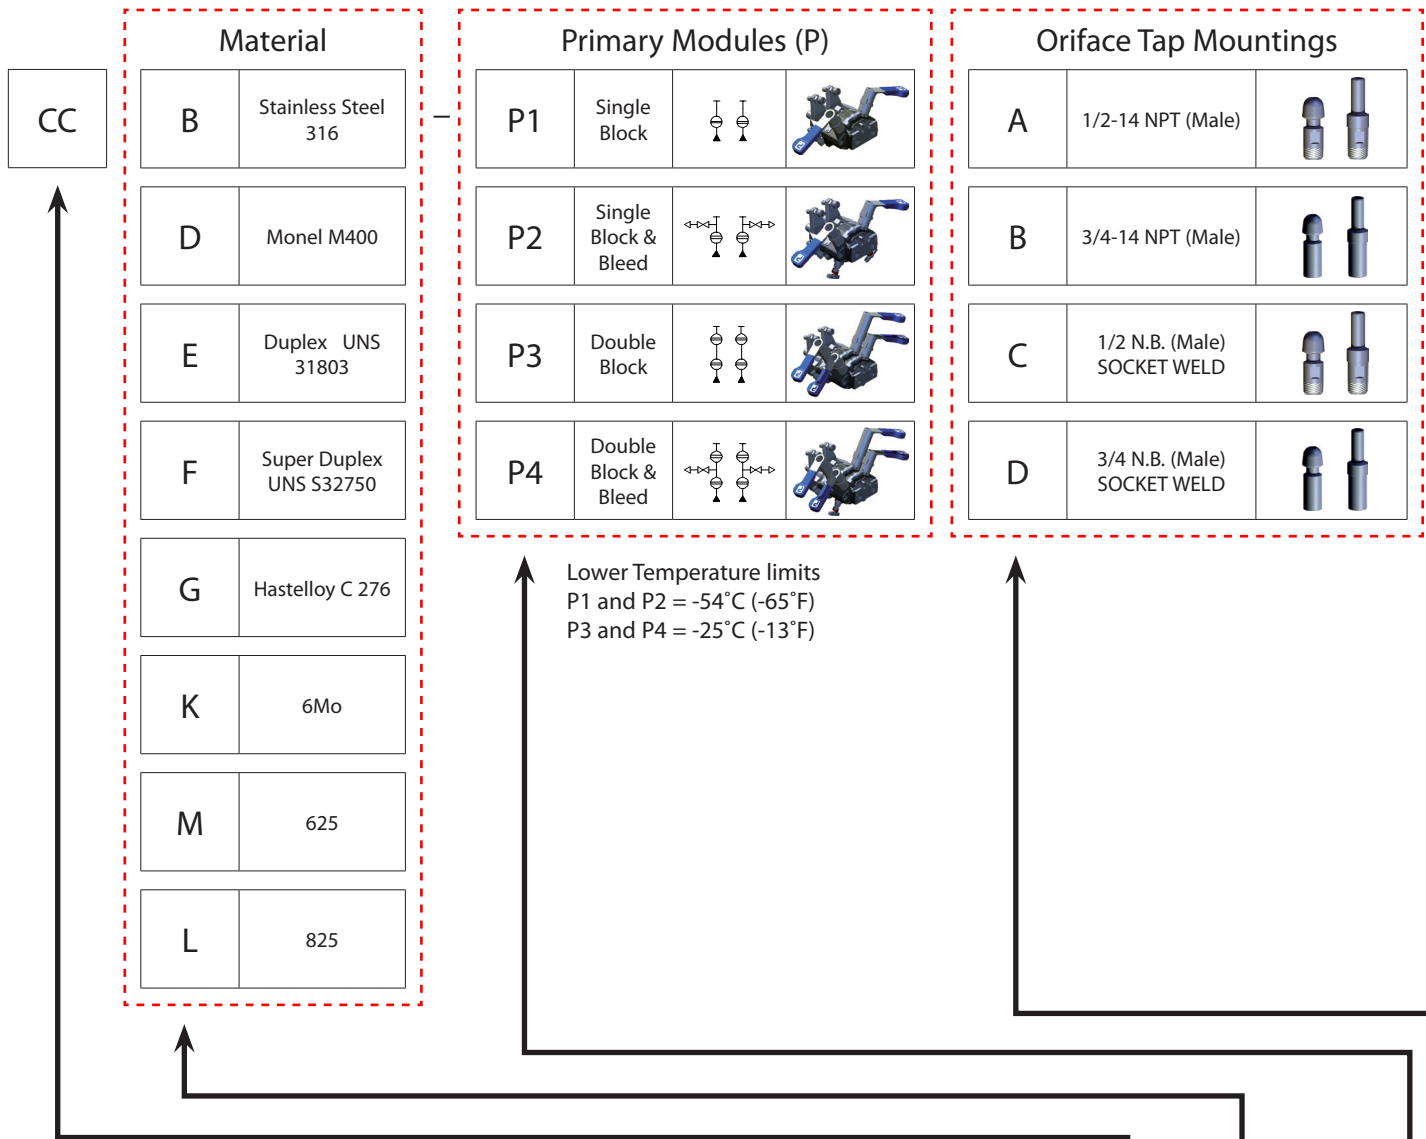 Material
Primary Modules (P)
Oriface Tap Mountings
CC
B
Stainless Steel
316
–
P1
Single
Block
A
1/2-14 NPT (Male)
D
Monel M400
P2
Single
Block &
Bleed
B
3/4-14 NPT (Male)
E
Duplex UNS
31803
P3
Double
Block
C
1/2 N.B. (Male)
SOCKET WELD
F
Super Duplex
UNS S32750
P4
Double
Block &
Bleed
D
3/4 N.B. (Male)
SOCKET WELD
G
Hastelloy C 276
Lower Temperature limits
P1 and P2 = -54˚C (-65˚F)
P3 and P4 = -25˚C (-13˚F)
K
6Mo
M
625
L
825